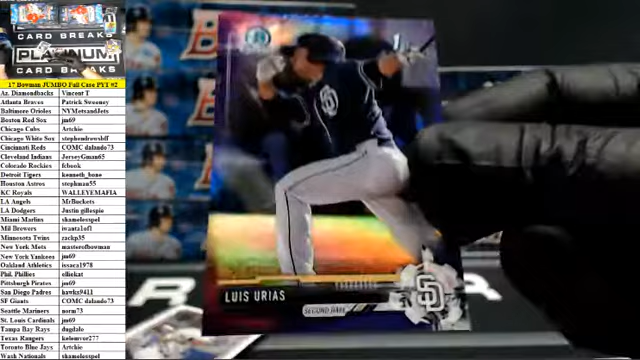 CARD BREAKS
PLATINUM
CARD BREAKS
17 Bowman JUMBO Full Case PYT #2
Az. Diamondbacks Vincent T
Atlanta Braves Patrick Sweeney
Baltimore Orioles NYMetsandJets
Boston Red Sox jm69
Chicago Cubs Artchie
Chicago White Sox stephendrewsbff
Cincinati Reds COMC dalando73
Cleveland Indians JerseyGman65
Colorado Rockies fcbook
Detroit Tigers kenneth_bone
Houston Astros stephman55
KC Royals WALLEYEMAFIA
LA Angels MrBuckets
LA Dodgers Justin gillespie
Miami Marlins shamelesspel
Mil Brewers iwanta1of1
Minnesota Twins zackp35
New York Mets masterofbowman
New York Yankees jm69
Oakland Athletics issaca1978
Phil. Phillies elliekat
Pittsburgh Pirates jm69
San Diego Padres hawks9411
SF Giants COMC dalando73
Seattle Mariners norm73
St. Louis Cardinals jm69
Tampa Bay Rays dugdalo
Texas Rangers
Toronto Blue Jays Artchie
Wash Nationals shamelesspel
1st
SD
LUIS URIAS
SECOND BASE
SD